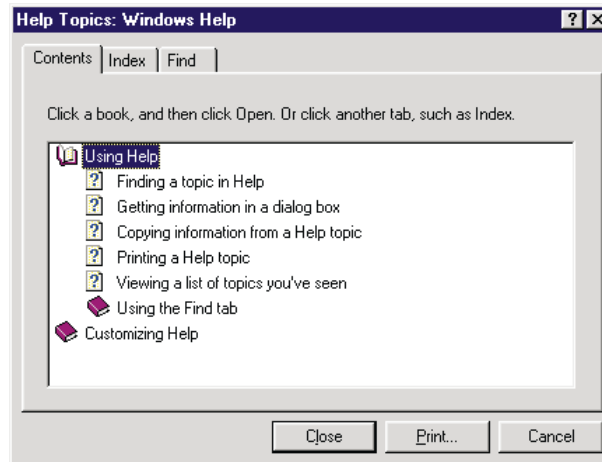 Help Topics: Windows Help
Contents Index Find
Click a book, and then click Open. Or click another tab, such as Index.
Using Help
Finding a topic in Help
Getting information in a dialog box
Copying information from a Help topic
Printing a Help topic
Viewing a list of topics you've seen
Using the Find tab
Customizing Help
Close Print... Cancel